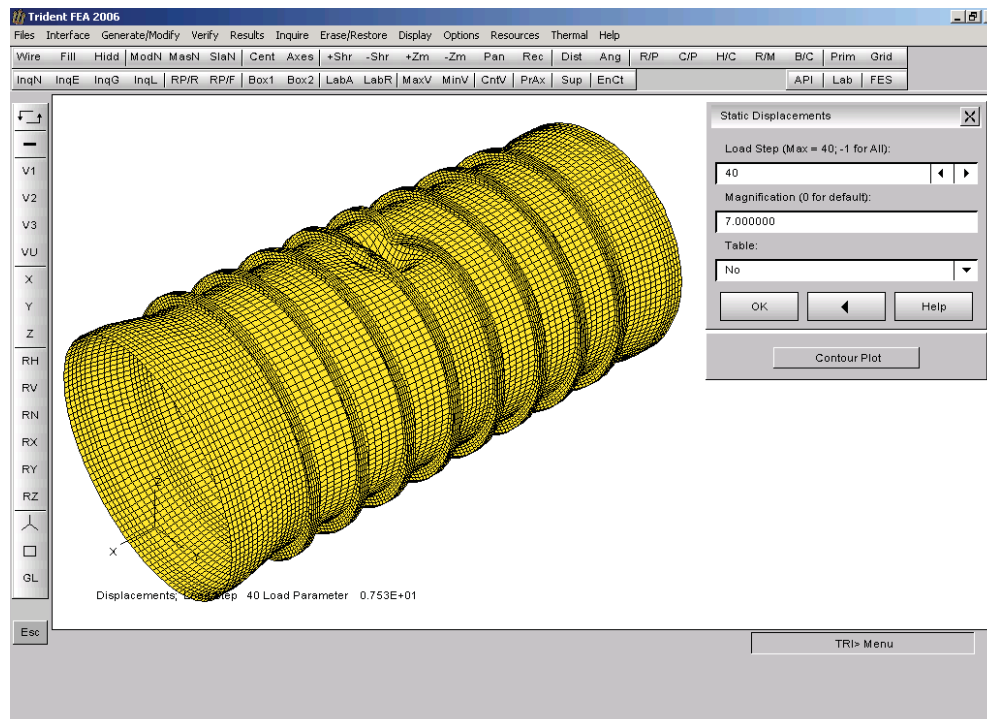 Trident FEA 2006
Files Interface Generate/Modify Verify Results Inquire Erase/Restore Display Options Resources Thermal Help
Wire Fill Hidd ModN MasN SlaN Cent Axes +Shr -Shr +Zm -Zm Pan Rec Dist Ang R/P C/P H/C R/M B/C Prim Grid
InqN InqE InqG InqL RP/R RP/F Box1 Box2 LabA LabR MaxV MinV CntV PrAx Sup EnCt API Lab FES
V1
V2
V3
VU
X
Y
Z
RH
RV
RN
RX
RY
RZ
GL
Esc
Static Displacements
Load Step (Max = 40; -1 for All):
40
Magnification (0 for default):
7.000000
Table:
No
OK Help
Contour Plot
Z
X
Y
Displacements, Load Step 40 Load Parameter 0.753E+01
TRI> Menu